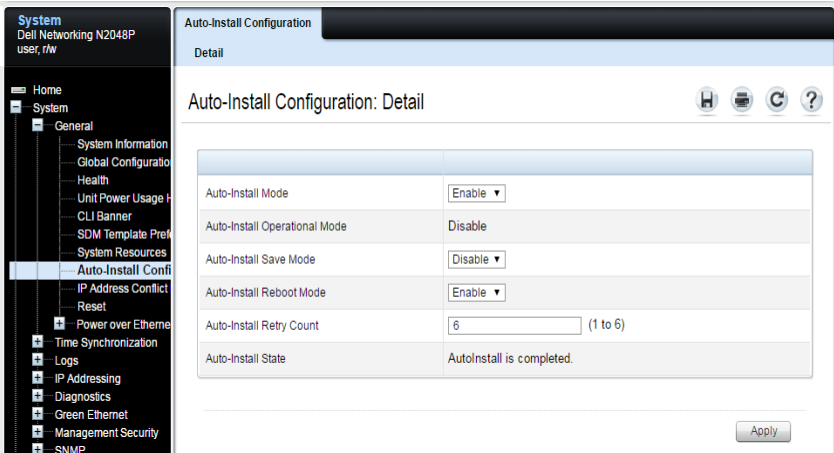 System
Dell Networking N2048P
user, r/w
Auto-Install Configuration
Detail
Home
System
General
System Information
Global Configuratio
Health
Unit Power Usage H
CLI Banner
SDM Template Pref
System Resources
Auto-Install Confi
IP Address Conflict
Reset
Power over Etherne
Time Synchronization
Logs
IP Addressing
Diagnostics
Green Ethernet
Management Security
SNMP
Auto-Install Configuration: Detail
Auto-Install Mode Enable
Auto-Install Operational Mode Disable
Auto-Install Save Mode Disable
Auto-Install Reboot Mode Enable
Auto-Install Retry Count 6 (1 to 6)
Auto-Install State AutoInstall is completed.
Apply